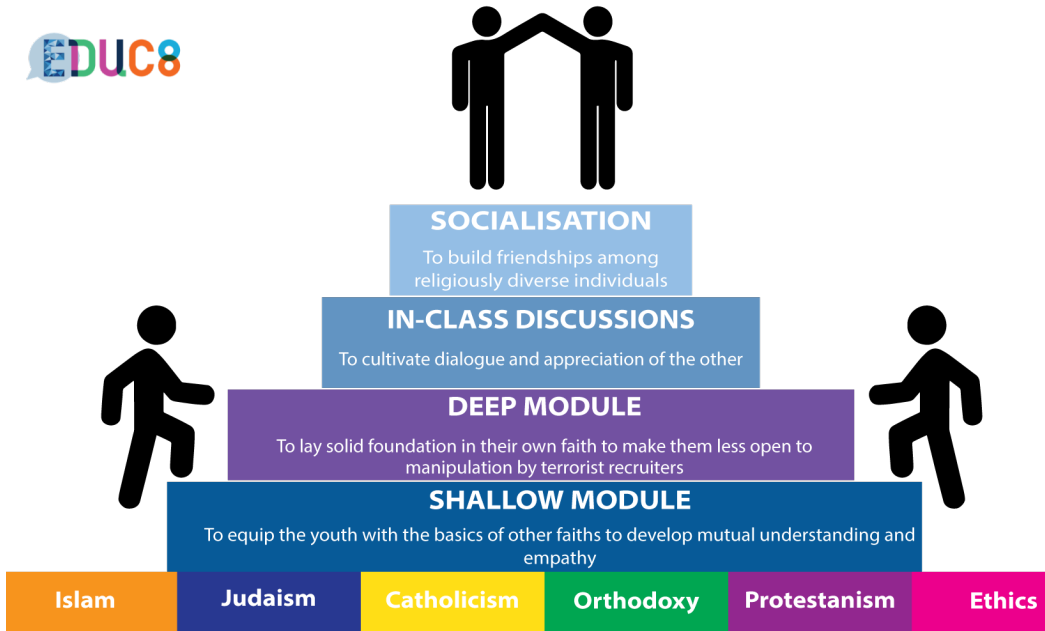 EDUC8
SOCIALISATION
To build friendships among
religiously diverse individuals
IN-CLASS DISCUSSIONS
To cultivate dialogue and appreciation of the other
DEEP MODULE
To lay solid foundation in their own faith to make them less open to
manipulation by terrorist recruiters
SHALLOW MODULE
To equip the youth with the basics of other faiths to develop mutual understanding and
empathy
Islam
Judaism
Catholicism
Orthodoxy
Protestanism
Ethics